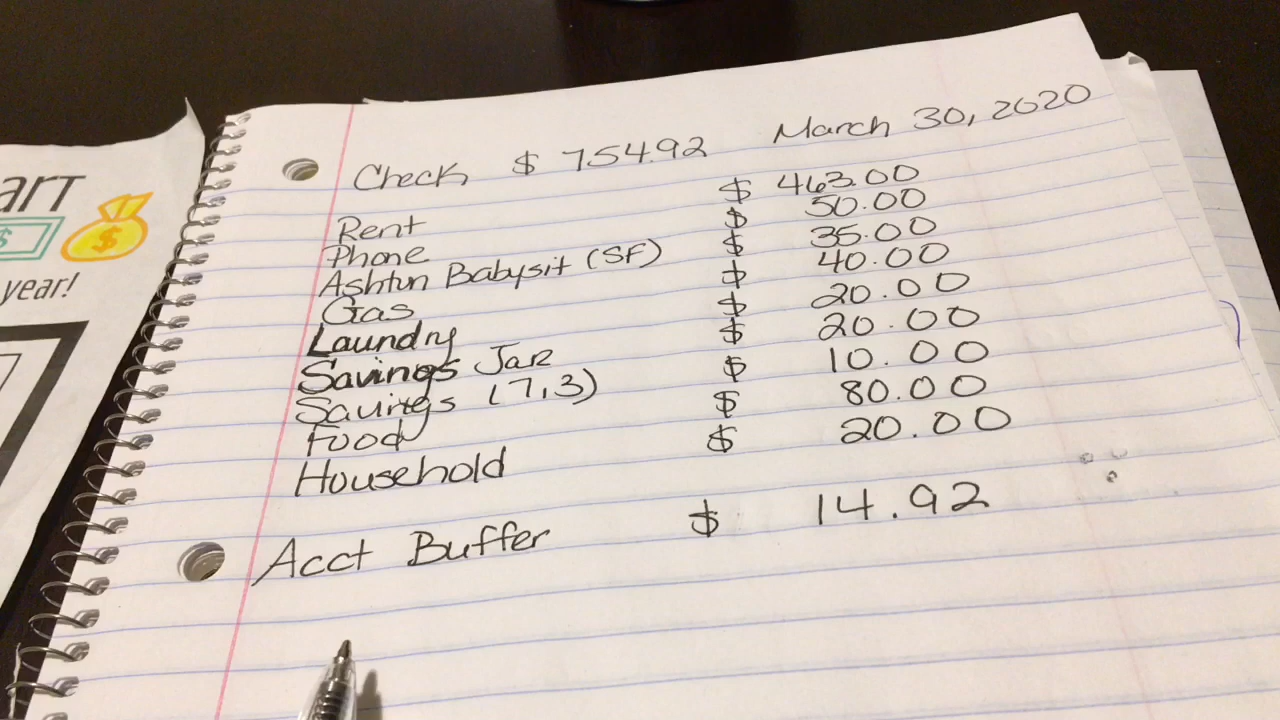 ART
$
$
year!
Check $ 754.92 March 30, 2020
Rent $ 463.00
Phone $ 50.00
Ashtun Babysit (SF) $ 35.00
Gas $ 40.00
Laundry $ 20.00
Savings Jar $ 20.00
Savings (7,3) $ 10.00
Food $ 80.00
Household $ 20.00
Acct Buffer $ 14.92